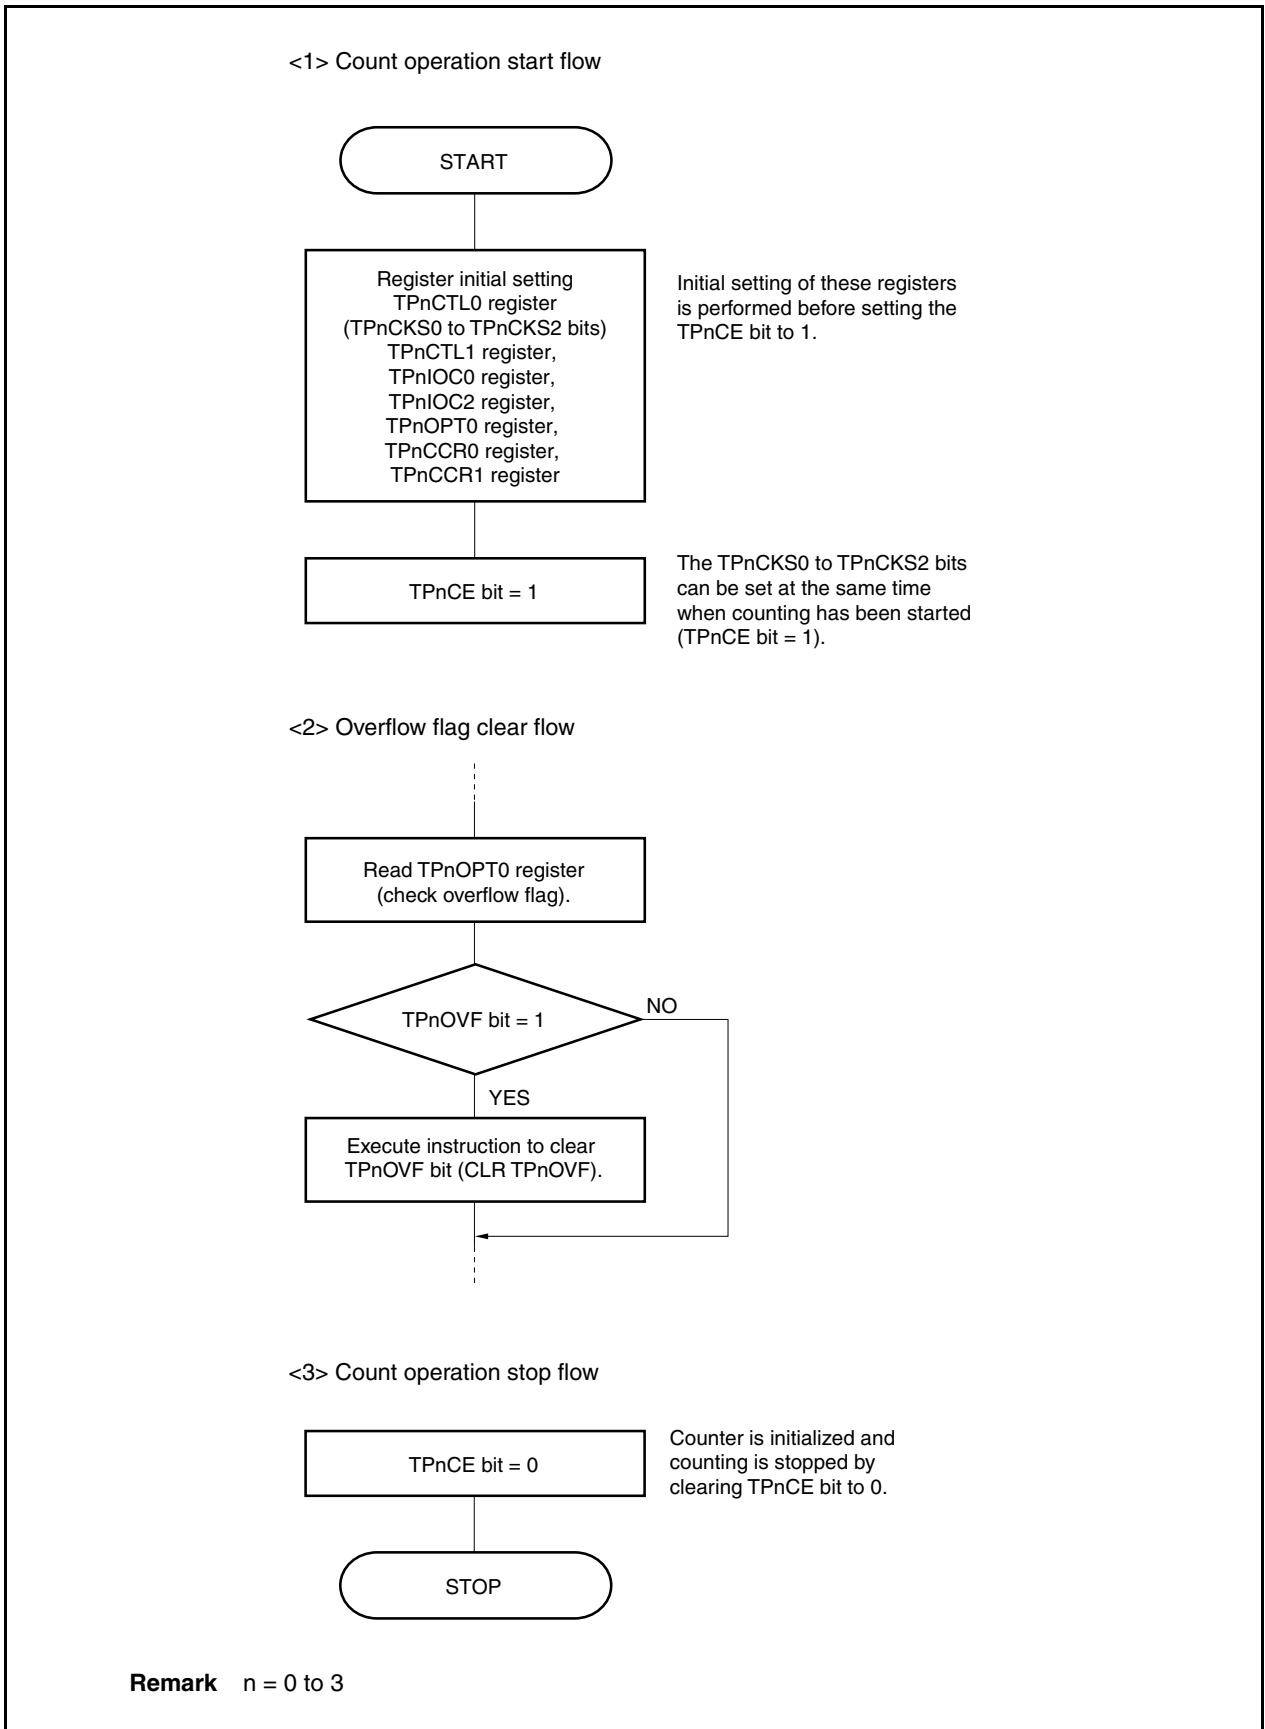 <1> Count operation start flow
START
Register initial setting
TPnCTL0 register
(TPnCKS0 to TPnCKS2 bits)
TPnCTL1 register,
TPnIOC0 register,
TPnIOC2 register,
TPnOPT0 register,
TPnCCR0 register,
TPnCCR1 register
Initial setting of these registers
is performed before setting the
TPnCE bit to 1.
TPnCE bit = 1
The TPnCKS0 to TPnCKS2 bits
can be set at the same time
when counting has been started
(TPnCE bit = 1).
<2> Overflow flag clear flow
Read TPnOPT0 register
(check overflow flag).
TPnOVF bit = 1
NO
YES
Execute instruction to clear
TPnOVF bit (CLR TPnOVF).
<3> Count operation stop flow
TPnCE bit = 0
Counter is initialized and
counting is stopped by
clearing TPnCE bit to 0.
STOP
Remark n = 0 to 3